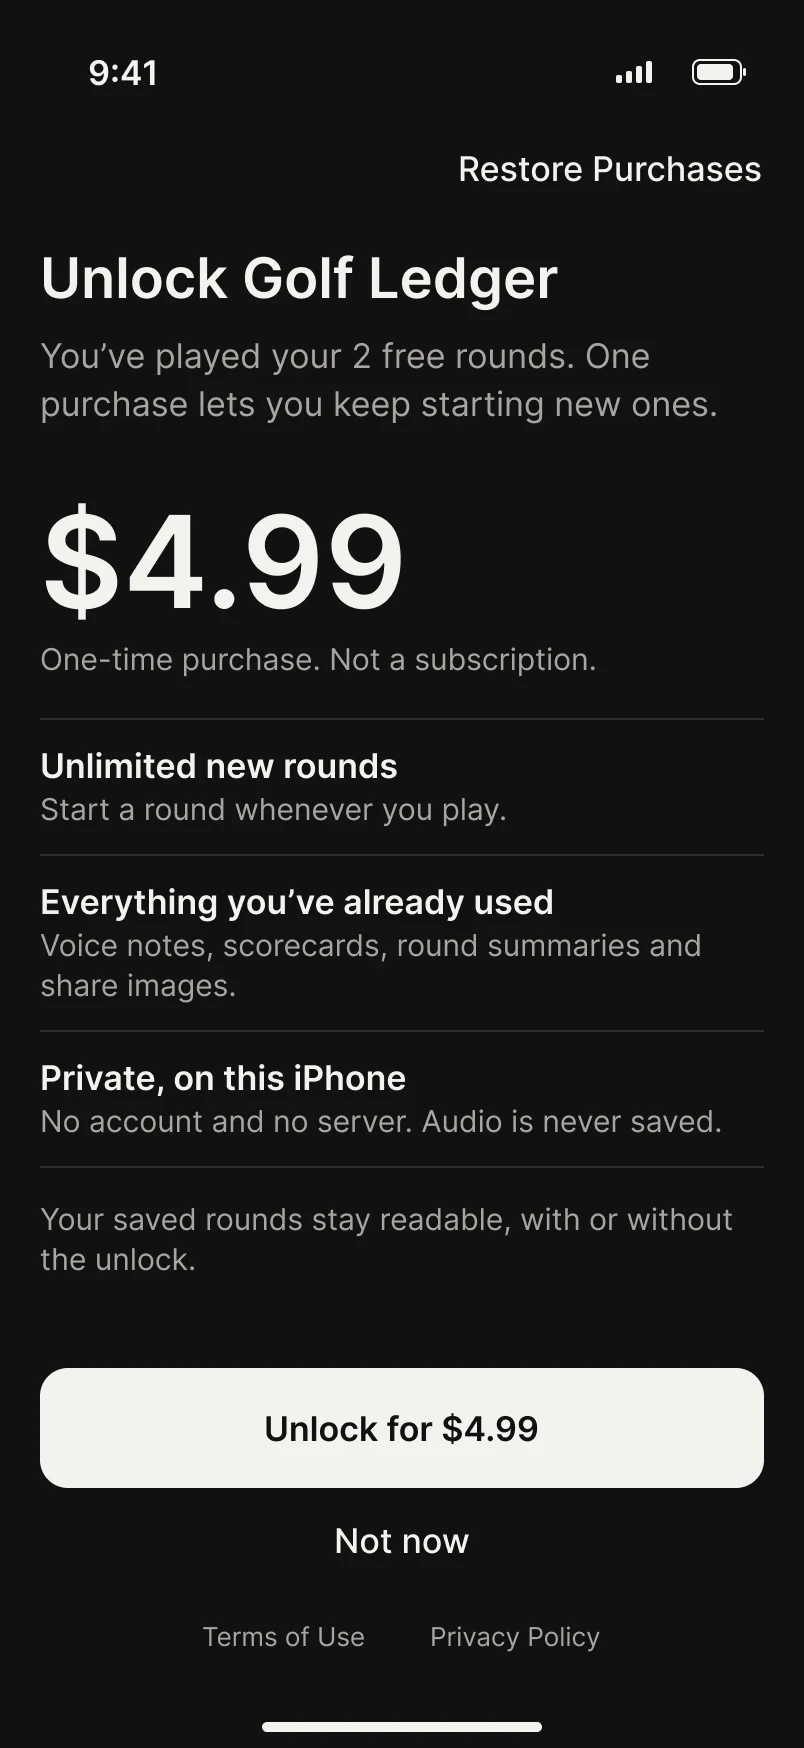 9:41
Restore Purchases
Unlock Golf Ledger
You’ve played your 2 free rounds. One
purchase lets you keep starting new ones.
$4.99
One-time purchase. Not a subscription.
Unlimited new rounds
Start a round whenever you play.
Everything you’ve already used
Voice notes, scorecards, round summaries and
share images.
Private, on this iPhone
No account and no server. Audio is never saved.
Your saved rounds stay readable, with or without
the unlock.
Unlock for $4.99
Not now
Terms of Use
Privacy Policy